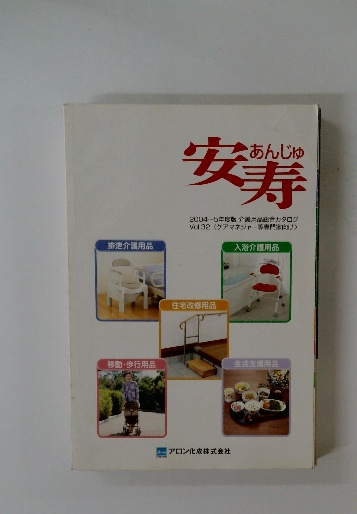 安寿
あんじゅ
2004〜5年度版 介護用品総合カタログ
Vol.32（ケアマネジャー等専門家向け）
排泄介護用品
入浴介護用品
住宅改修用品
移動・歩行用品
食事支援用品
アロン化成株式会社